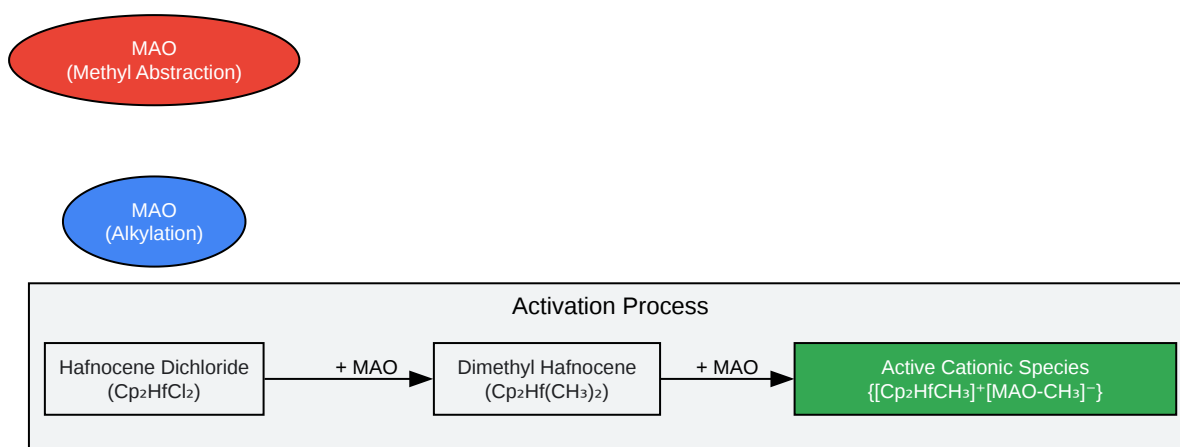 MAO
(Methyl Abstraction)
MAO
(Alkylation)
Activation Process
Hafnocene Dichloride
(Cp₂HfCl₂)
+ MAO
Dimethyl Hafnocene
(Cp₂Hf(CH₃)₂)
+ MAO
Active Cationic Species
{[Cp₂HfCH₃]⁺[MAO-CH₃]⁻}